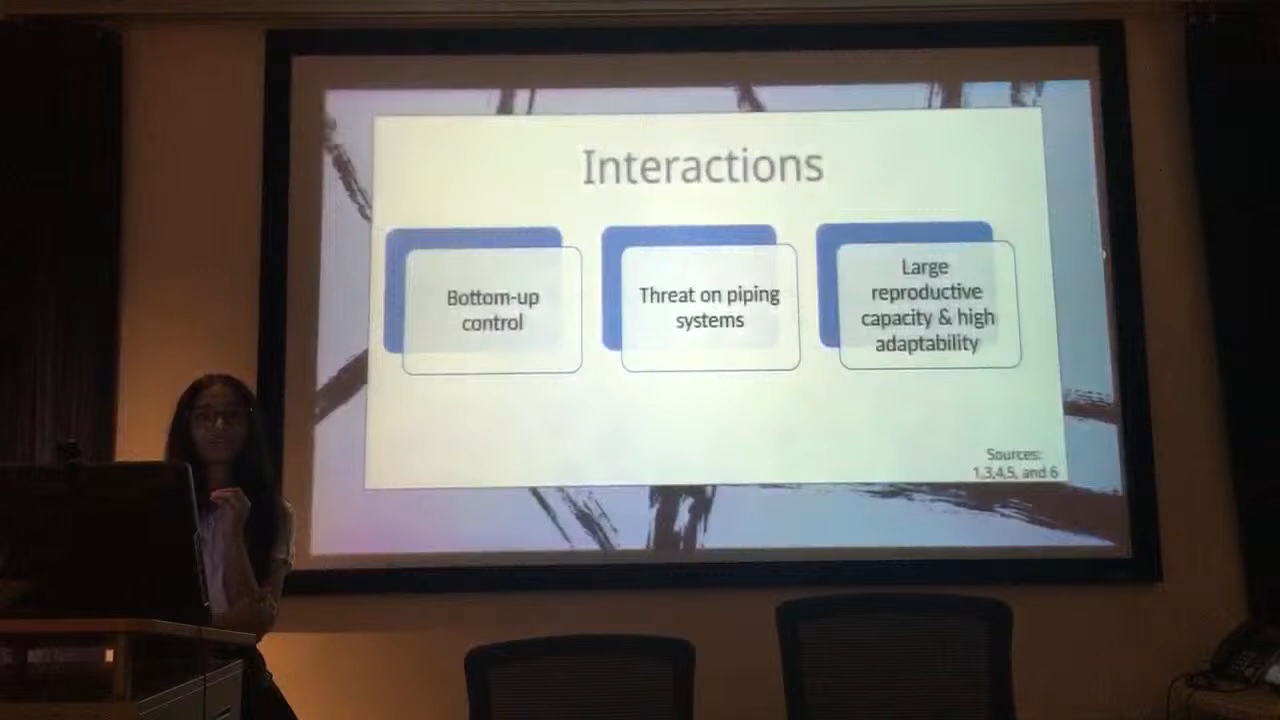 Interactions
Bottom-up
control
Threat on piping
systems
Large
reproductive
capacity & high
adaptability
Sources:
1,3,4,5, and 6